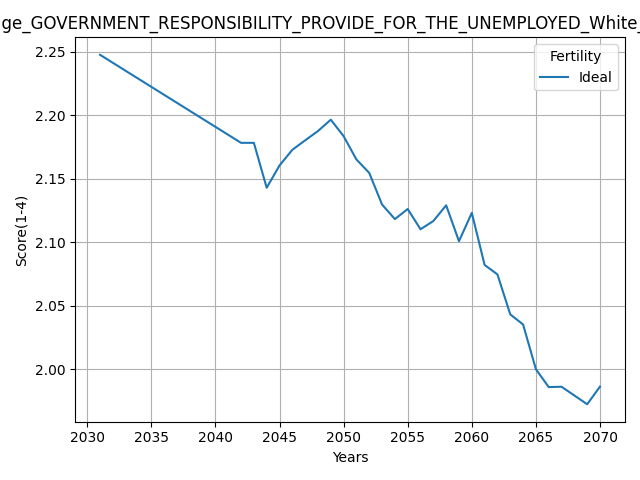 ge_GOVERNMENT_RESPONSIBILITY_PROVIDE_FOR_THE_UNEMPLOYED_White_
2.25
2.20
2.15
2.10
2.05
2.00
Score(1-4)
Fertility
Ideal
2030 2035 2040 2045 2050 2055 2060 2065 2070
Years